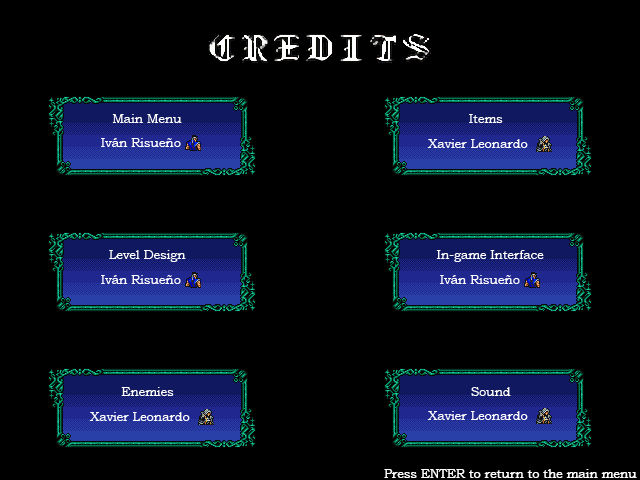 CREDITS
Main Menu
Iván Risueño
Items
Xavier Leonardo
Level Design
Iván Risueño
In-game Interface
Iván Risueño
Enemies
Xavier Leonardo
Sound
Xavier Leonardo
Press ENTER to return to the main menu